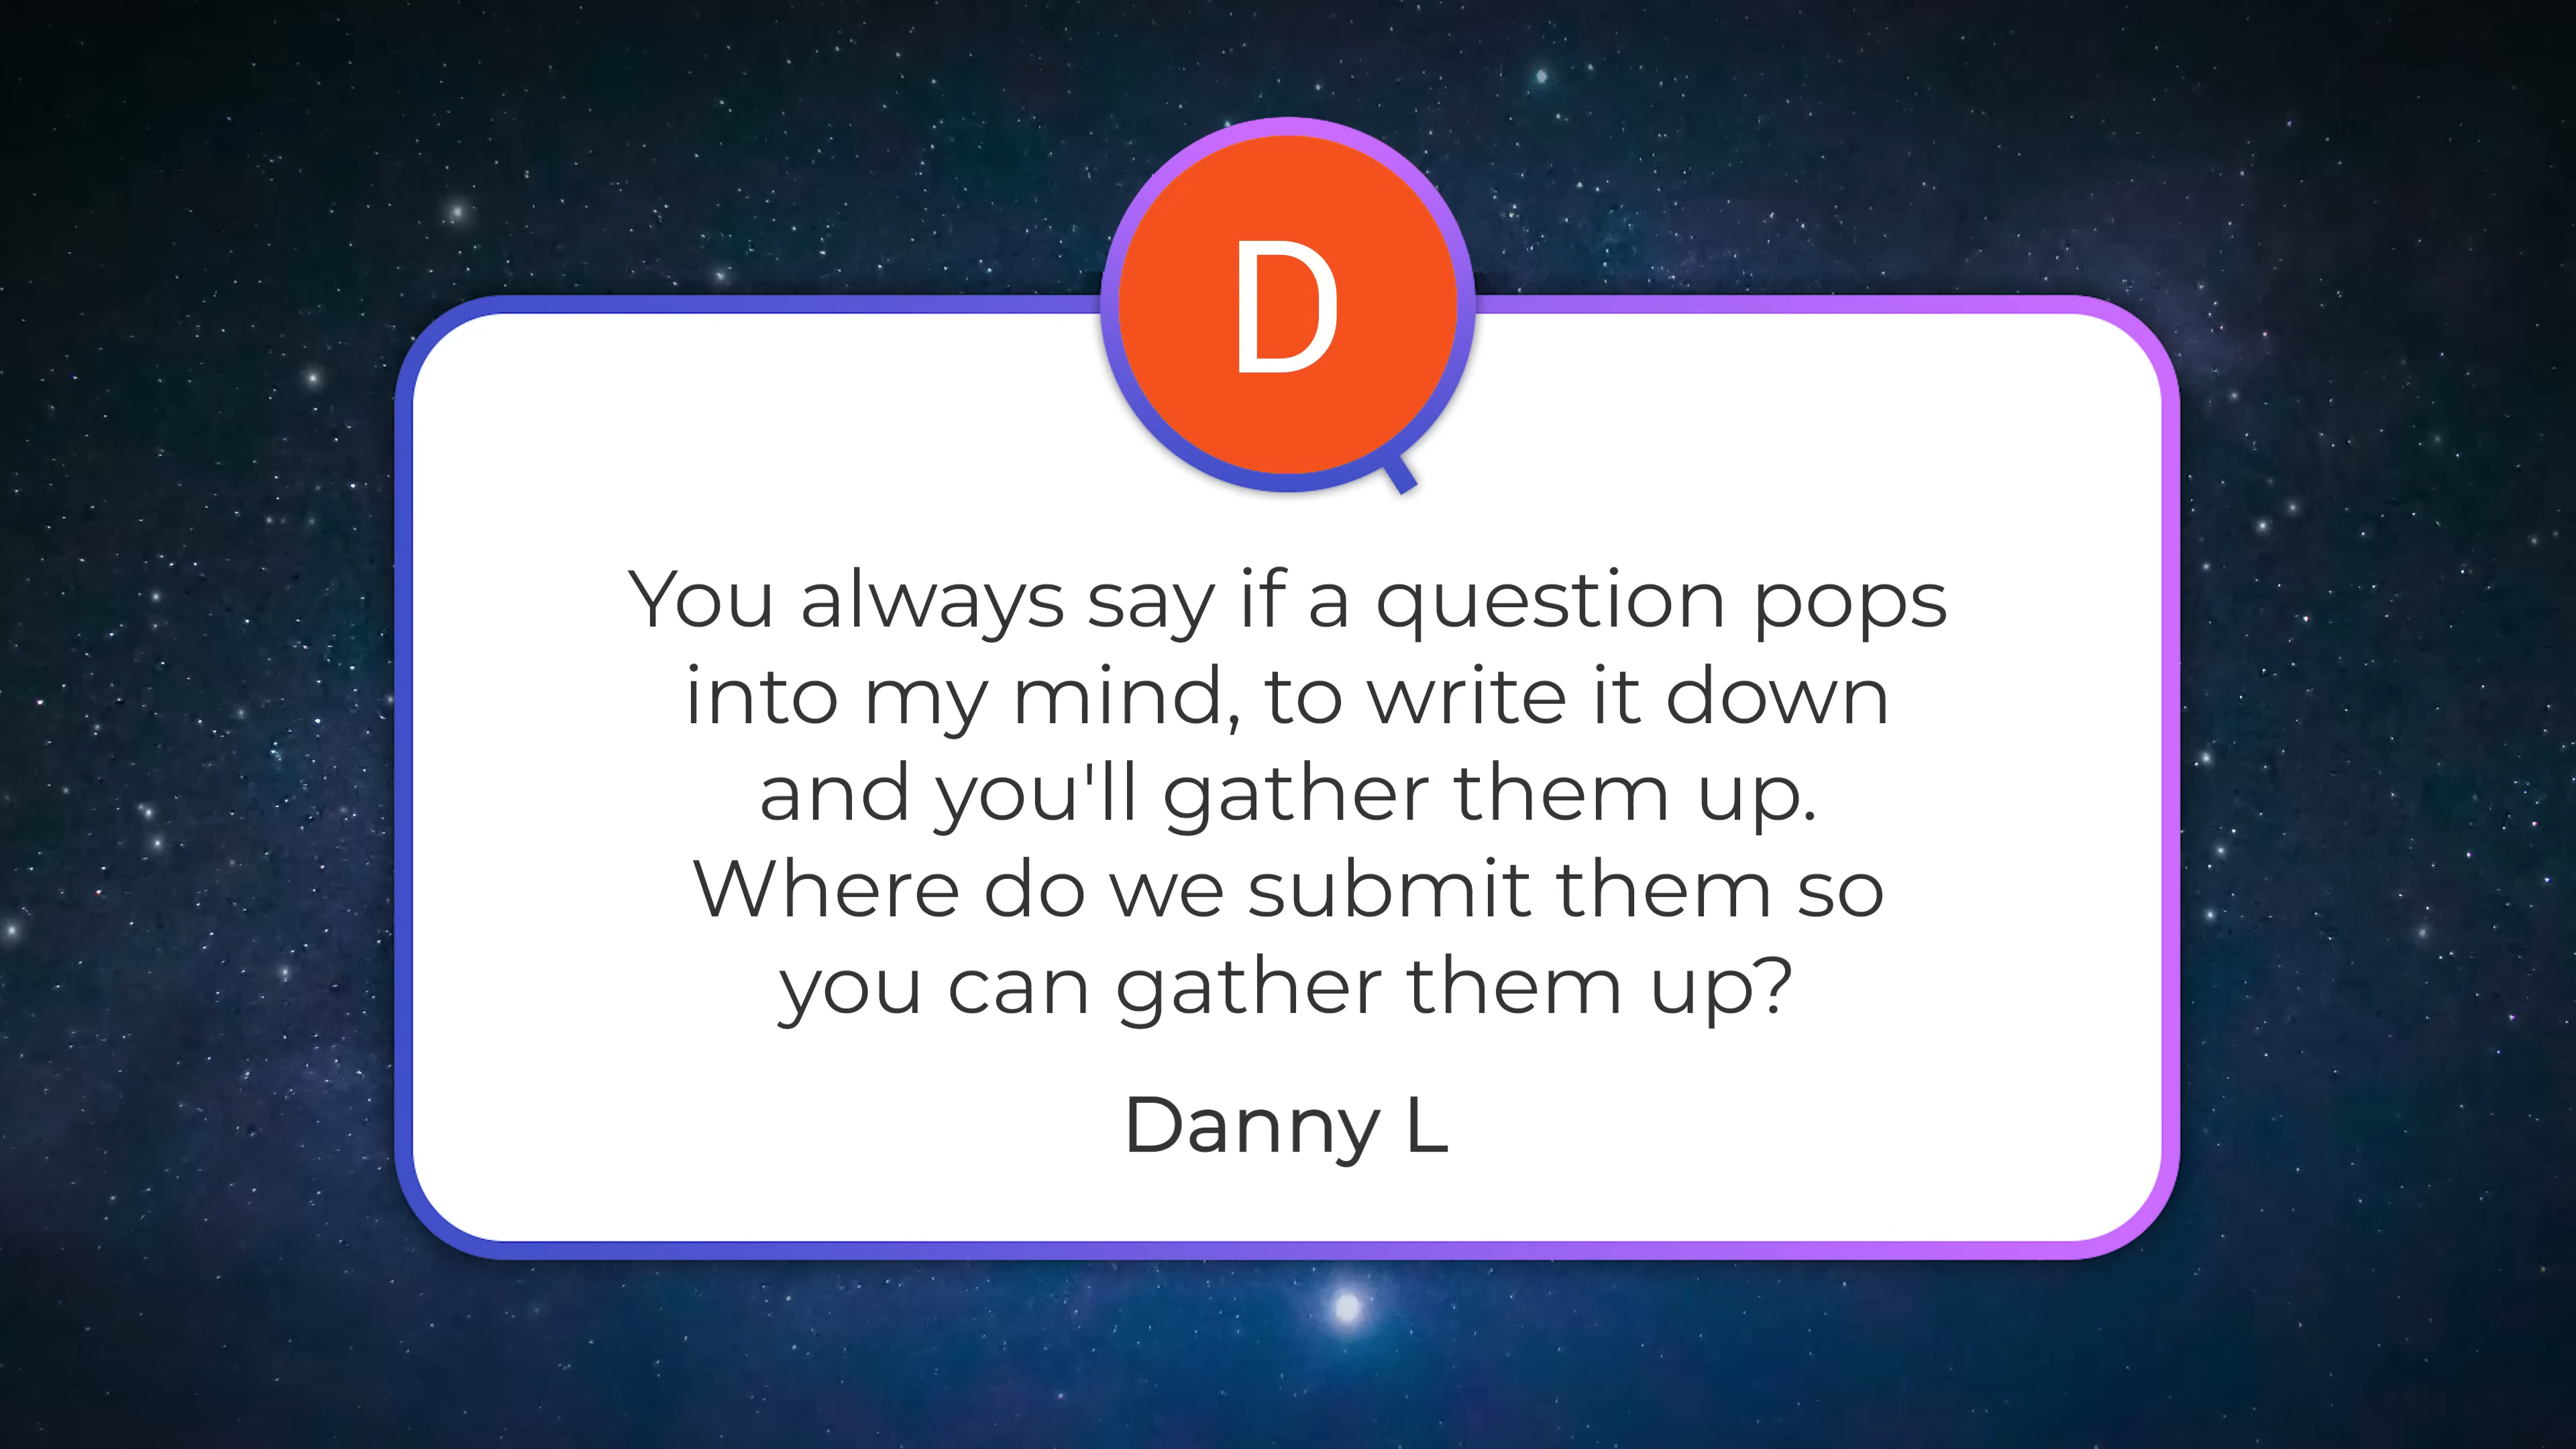 D
You always say if a question pops
into my mind, to write it down
and you'll gather them up.
Where do we submit them so
you can gather them up?
Danny L